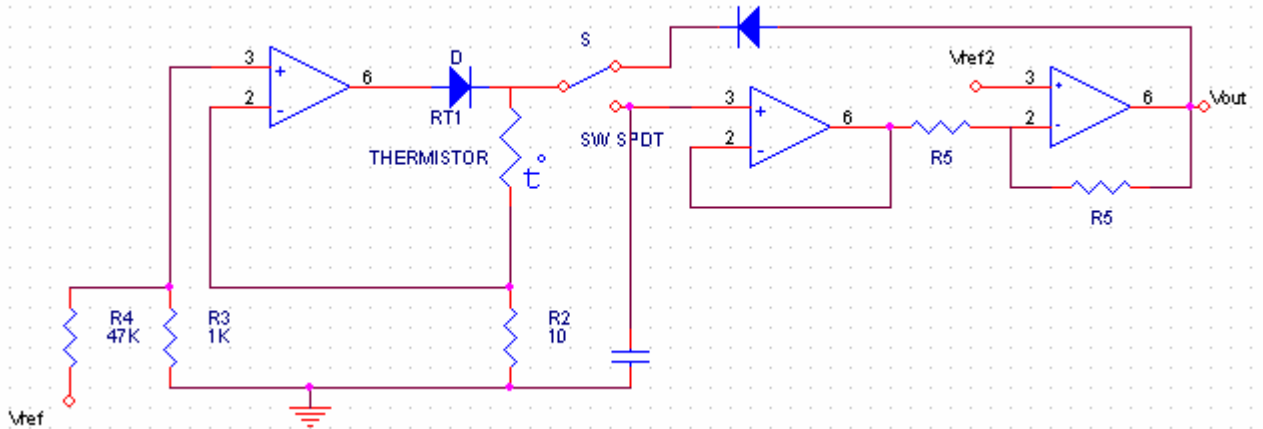 S
D
3
+
2
-
6
RT1
THERMISTOR
t°
SW SPDT
3
+
2
-
6
R5
Vref2
3
+
2
-
6
Vout
R5
R4
47K
R3
1K
R2
10
Vref